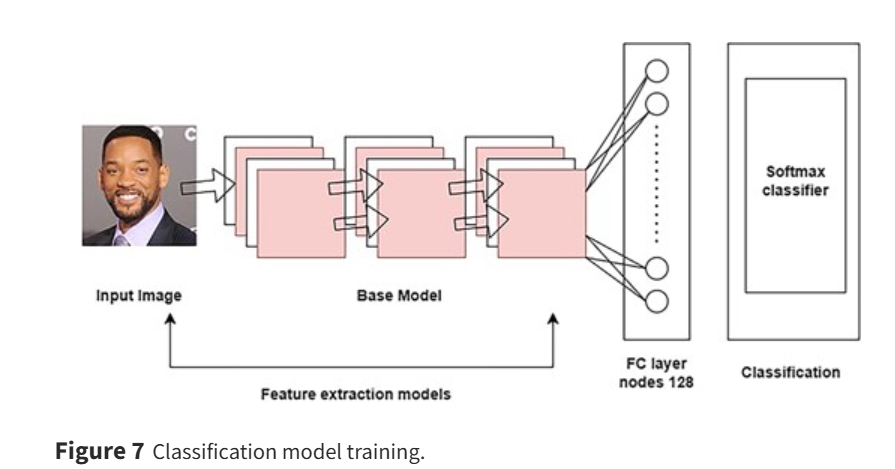 Input Image
Base Model
Feature extraction models
FC layer
nodes 128
Softmax
classifier
Classification
Figure 7 Classification model training.